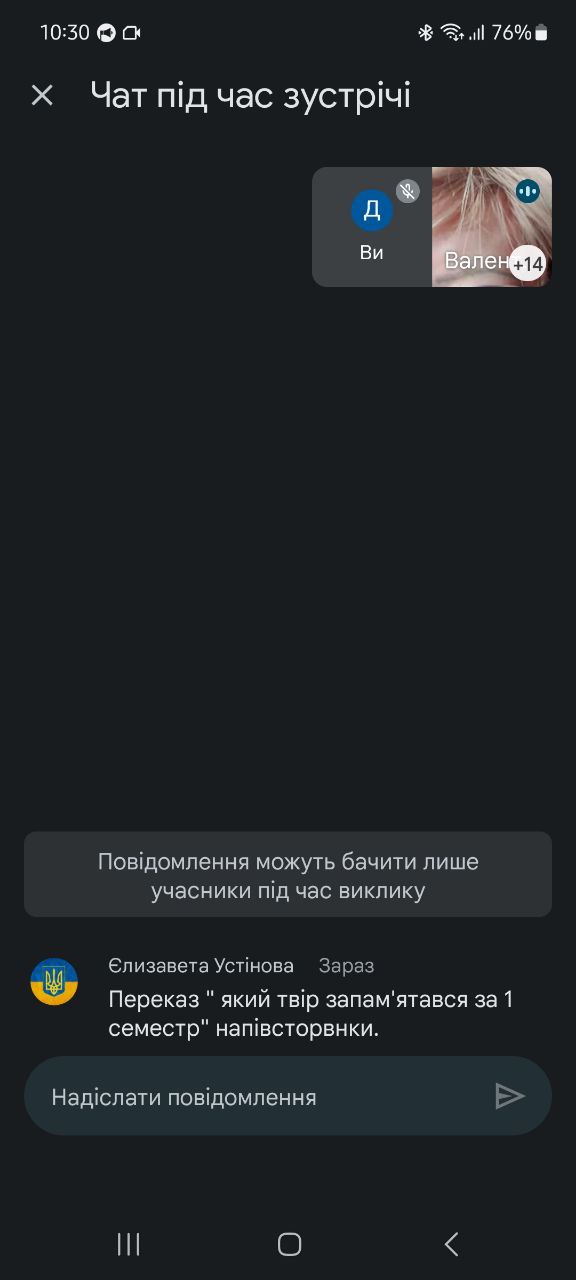 10:30
76%
Чат під час зустрічі
Д
Ви
Вален
+14
Повідомлення можуть бачити лише
учасники під час виклику
Єлизавета Устінова Зараз
Переказ " який твір запам'ятався за 1
семестр" напівсторвнки.
Надіслати повідомлення